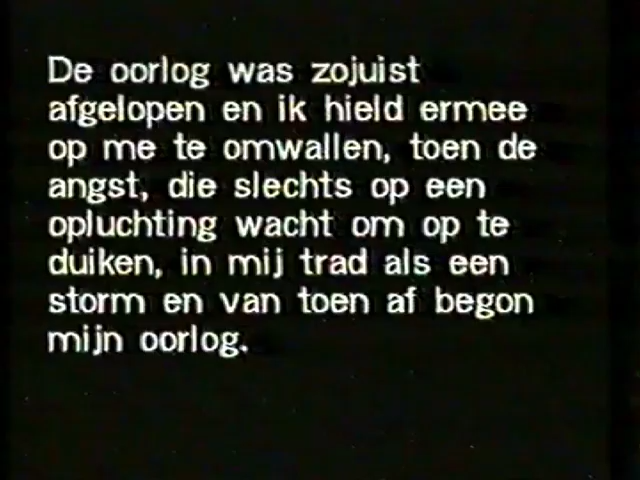 De oorlog was zojuist
afgelopen en ik hield ermee
op me te omwallen, toen de
angst, die slechts op een
opluchting wacht om op te
duiken, in mij trad als een
storm en van toen af begon
mijn oorlog.